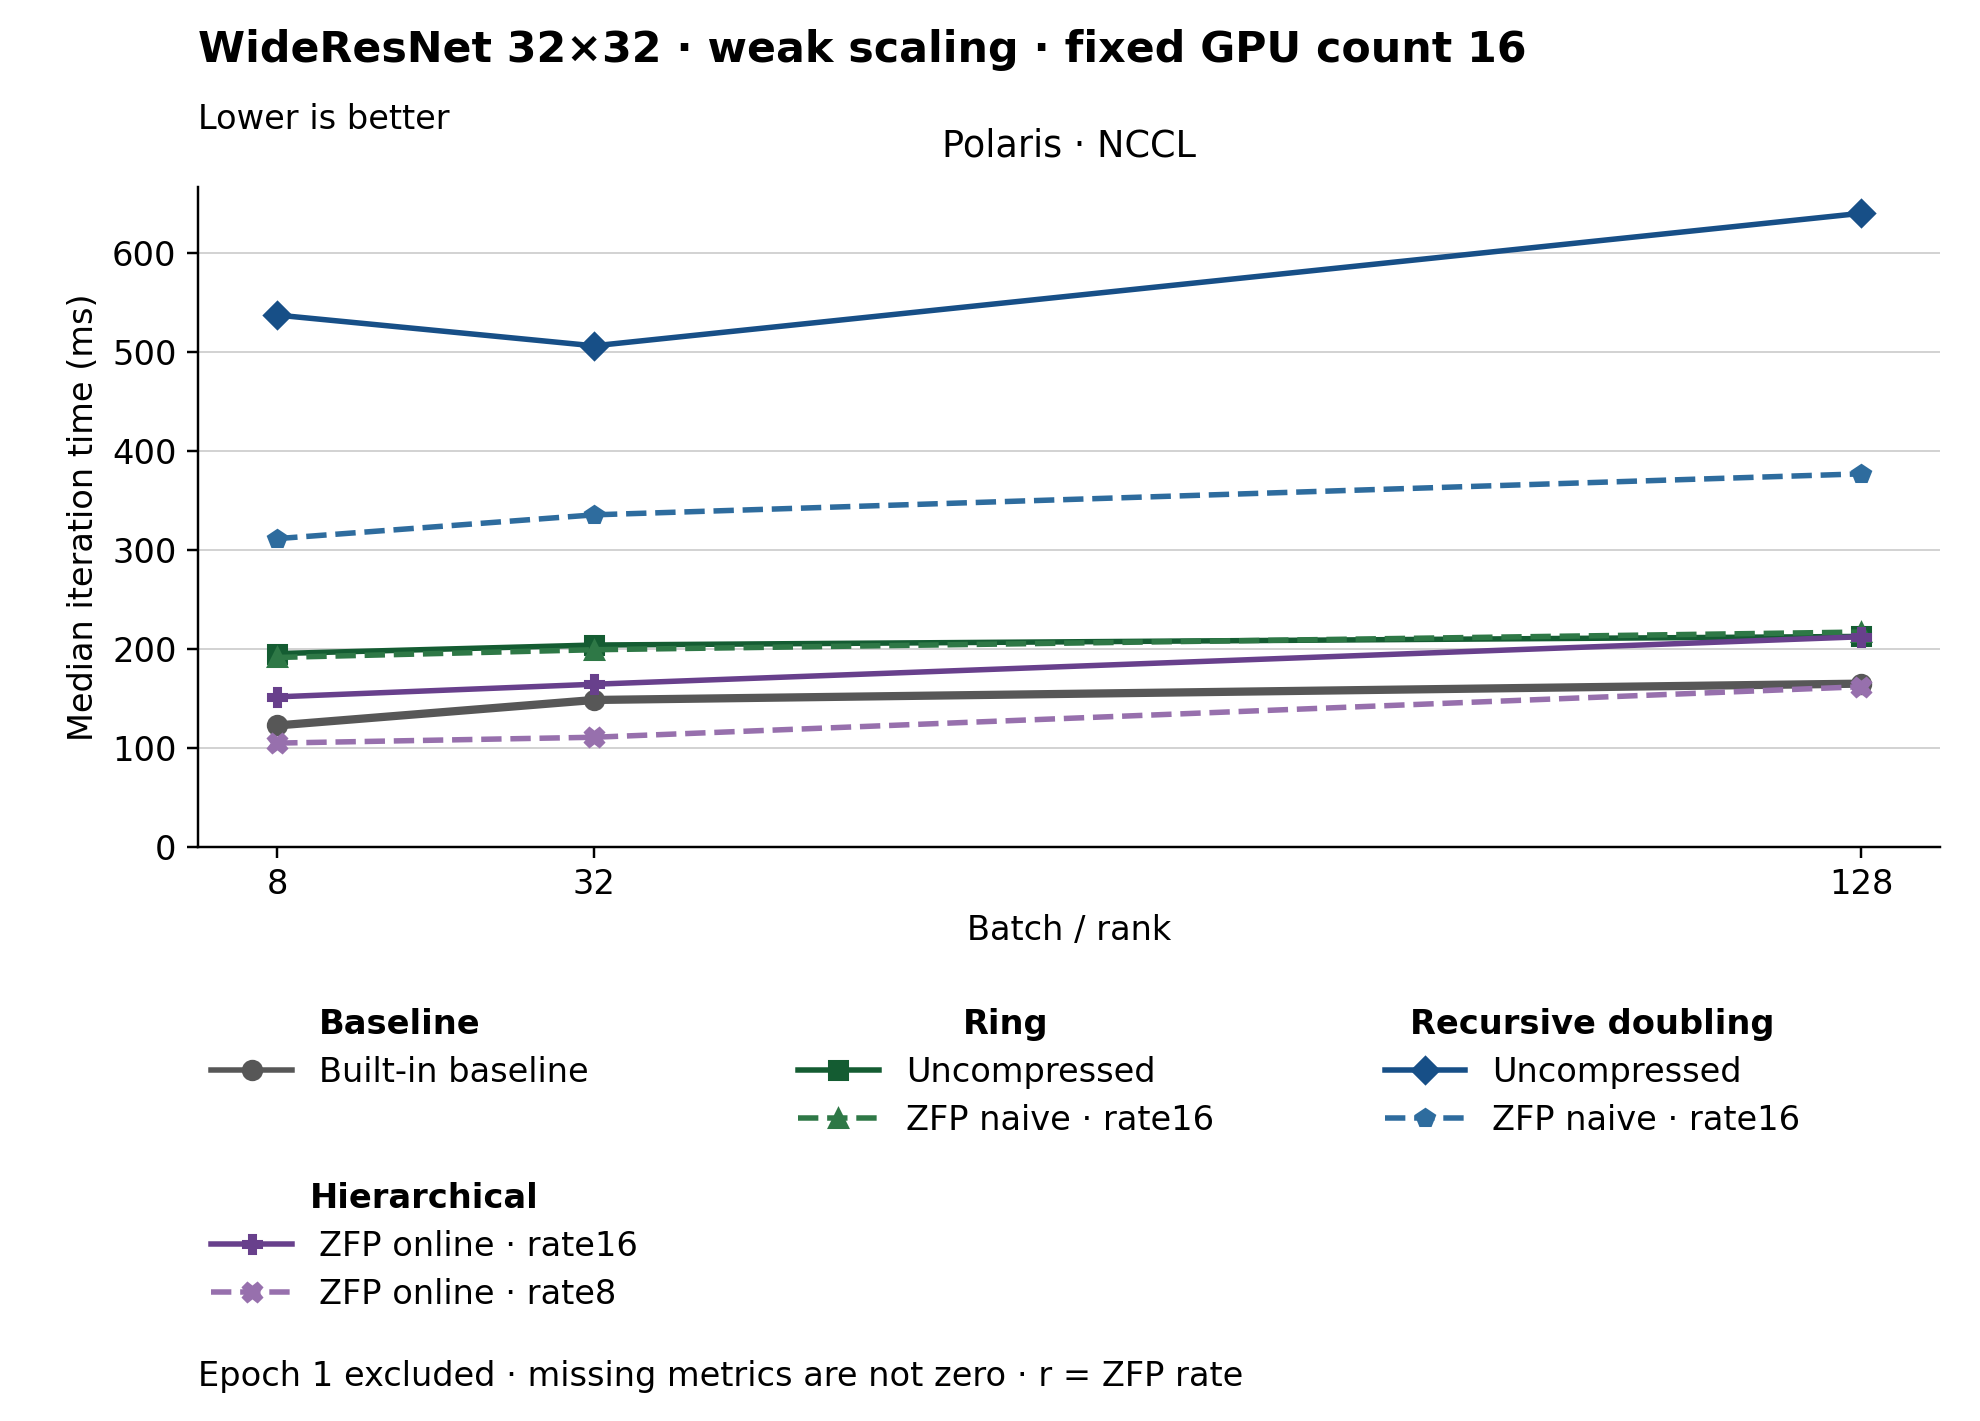 WideResNet 32×32 · weak scaling · fixed GPU count 16
Lower is better
Polaris · NCCL
Median iteration time (ms)
600
500
400
300
200
100
0
8 32 128
Batch / rank
Baseline
Built-in baseline
Ring
Uncompressed
ZFP naive · rate16
Recursive doubling
Uncompressed
ZFP naive · rate16
Hierarchical
ZFP online · rate16
ZFP online · rate8
Epoch 1 excluded · missing metrics are not zero · r = ZFP rate